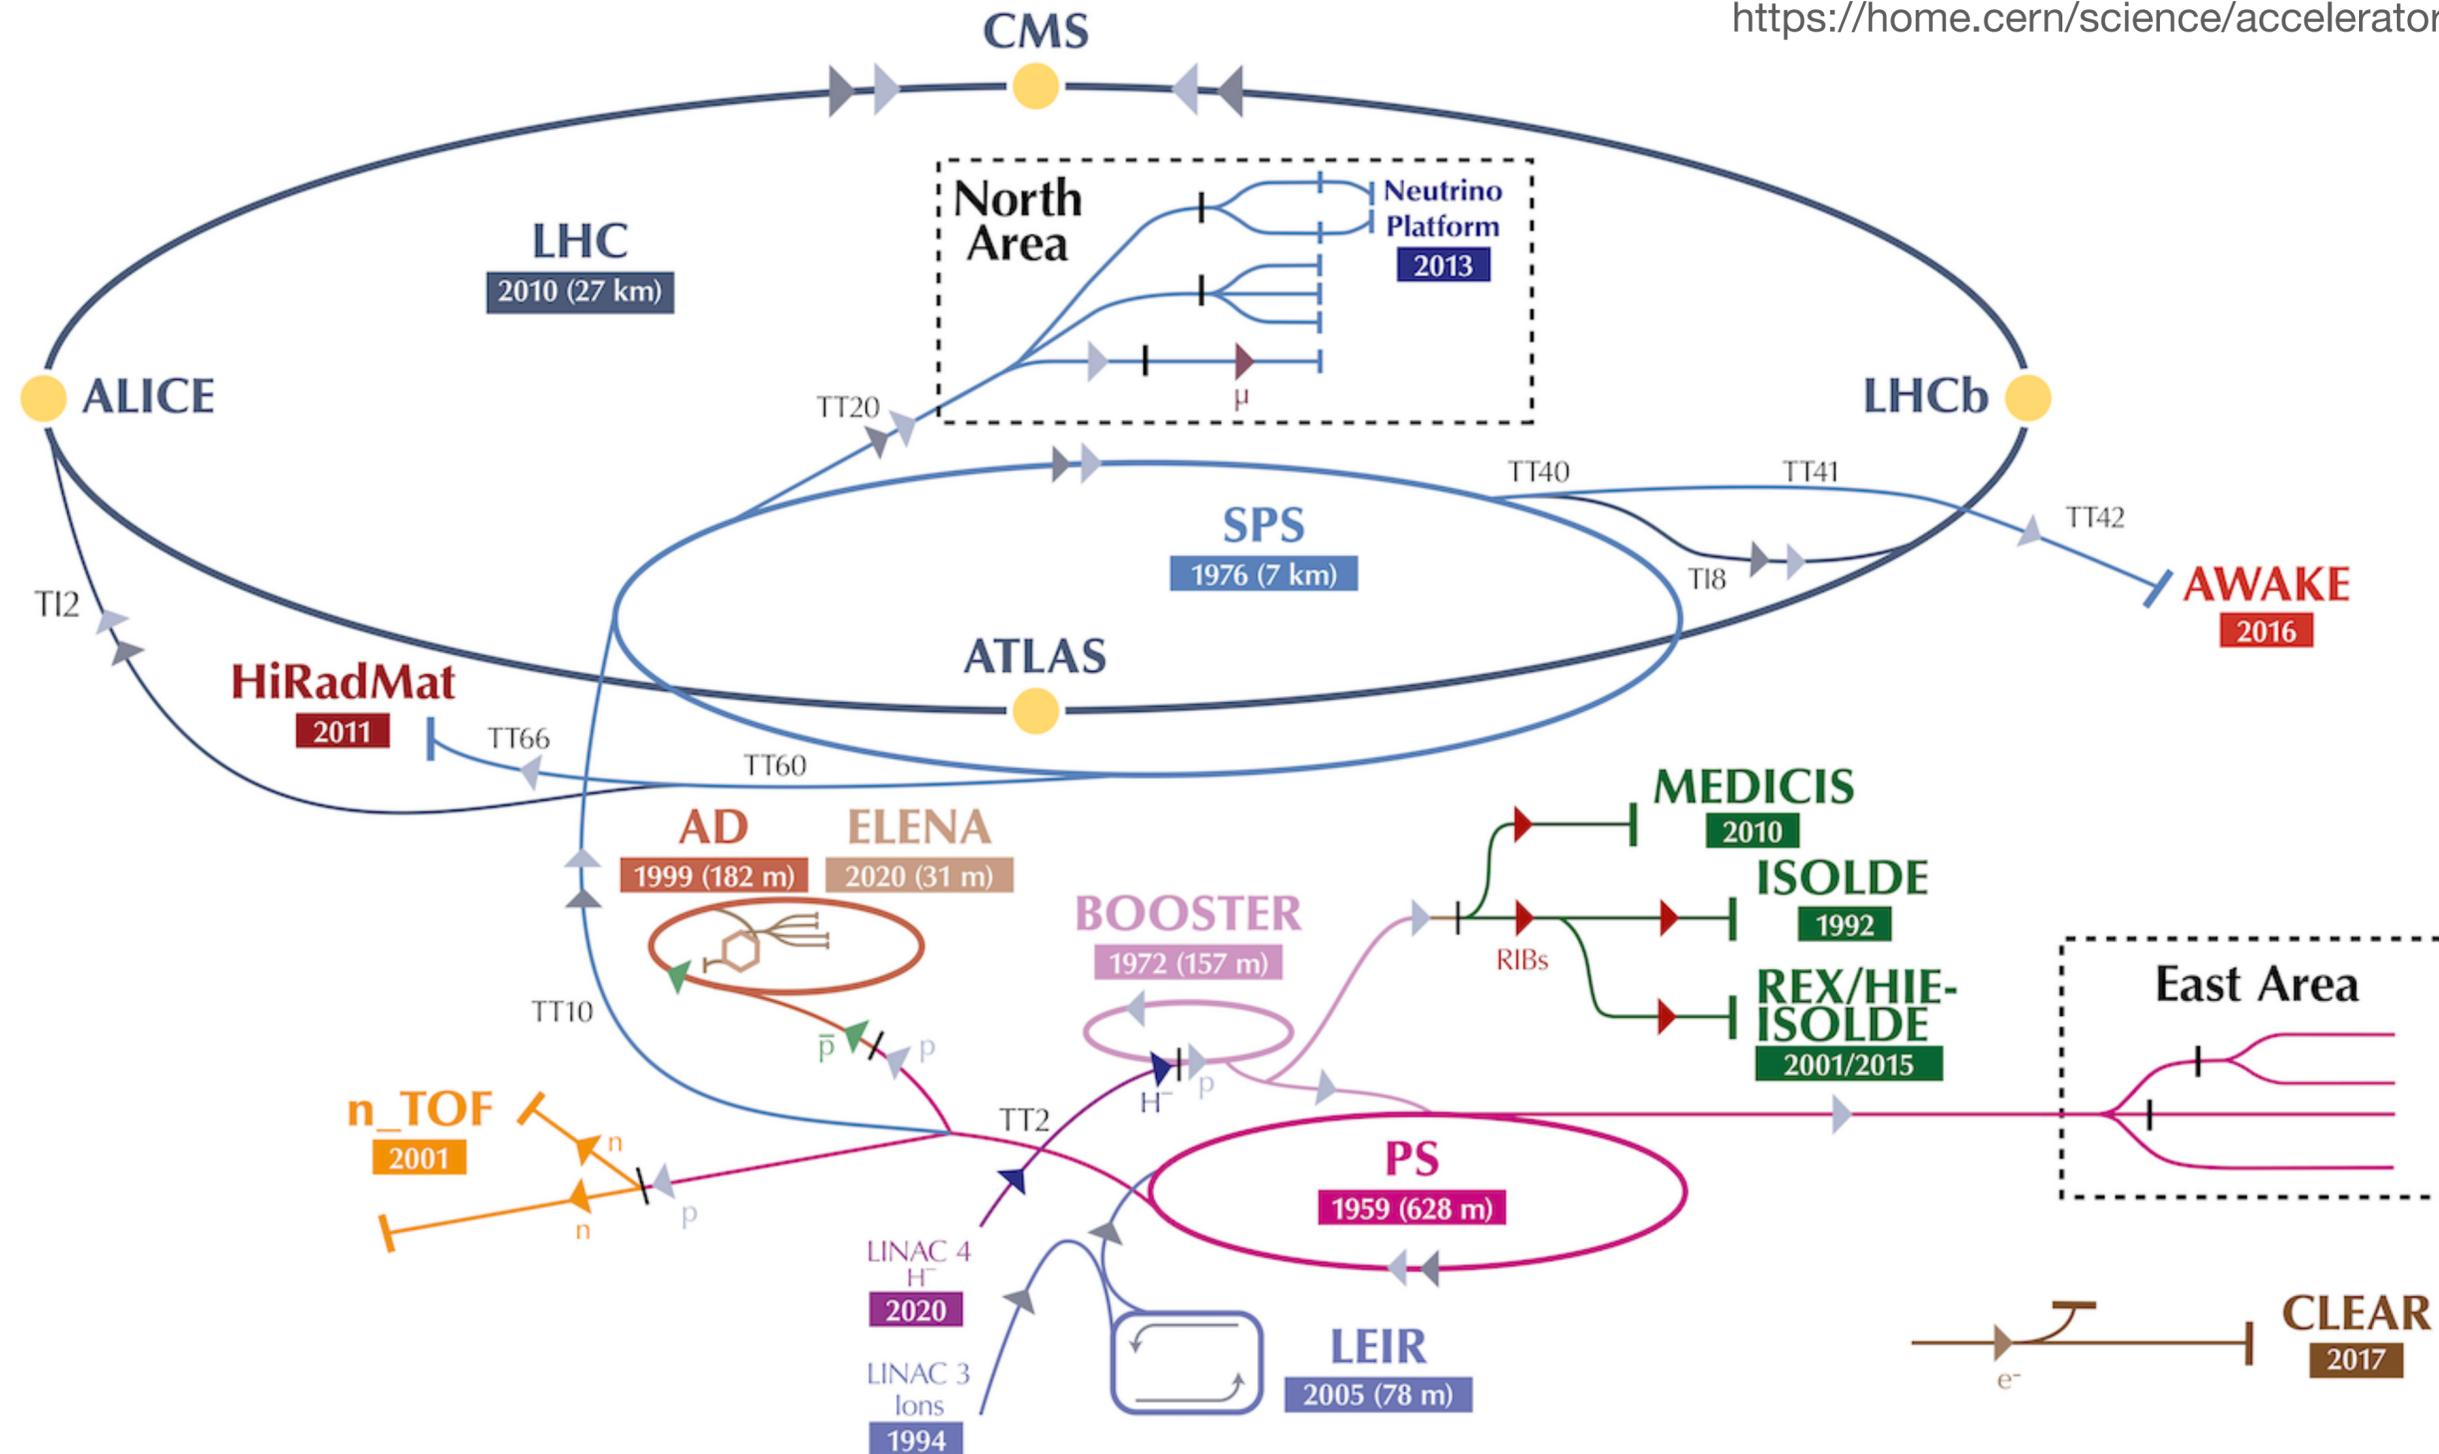 https://home.cern/science/accelerator
CMS
North
Area
Neutrino
Platform
2013
LHC
2010 (27 km)
μ
ALICE
LHCb
TT20
TT40
TT41
TT42
SPS
1976 (7 km)
TI8
AWAKE
2016
TI2
ATLAS
HiRadMat
2011
TT66
TT60
MEDICIS
2010
AD
1999 (182 m)
ELENA
2020 (31 m)
ISOLDE
1992
BOOSTER
1972 (157 m)
RIBs
REX/HIE-
ISOLDE
2001/2015
East Area
TT10
p̄
p
H⁻
p
n_TOF
2001
n
n
p
TT2
PS
1959 (628 m)
LINAC 4
H⁻
2020
LINAC 3
Ions
1994
LEIR
2005 (78 m)
CLEAR
2017
e⁻